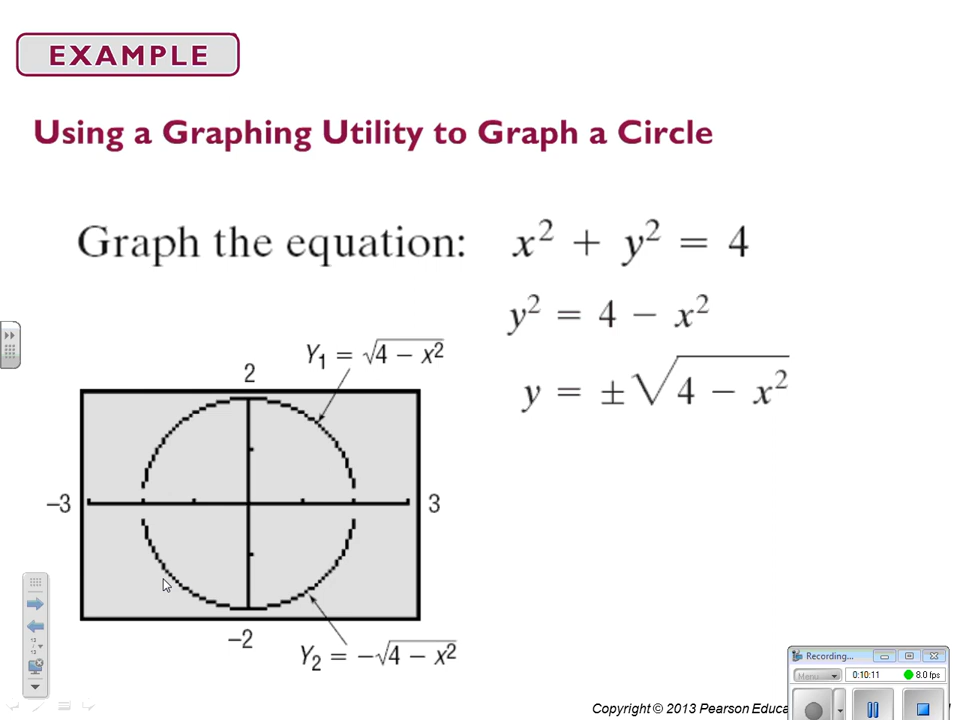 EXAMPLE
Using a Graphing Utility to Graph a Circle
Graph the equation: x² + y² = 4
y² = 4 − x²
Y₁ = √4 − x²
2
y = ±√4 − x²
−3
3
−2
Y₂ = −√4 − x²
Recording...
Menu
0:10:11
8.0 fps
Copyright © 2013 Pearson